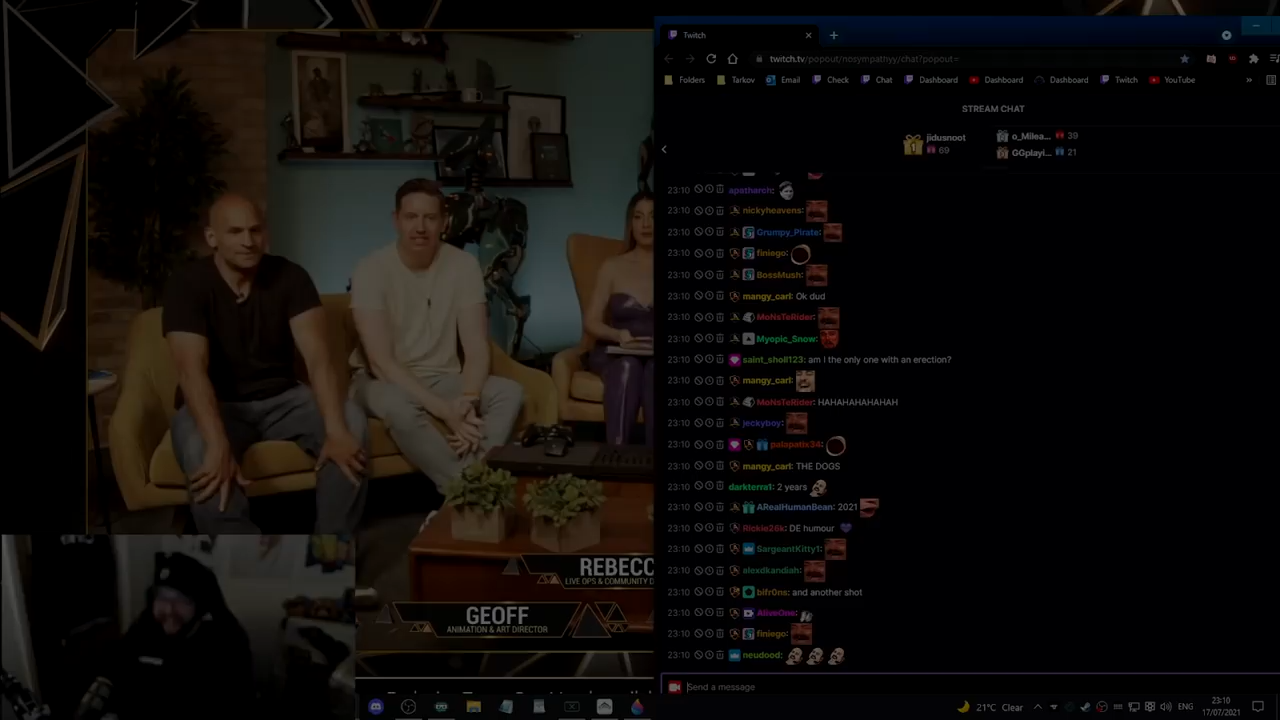 Twitch
twitch.tv/popout/nosympathyy/chat?popout=
Folders Tarkov Email Check Chat Dashboard Dashboard Dashboard Twitch YouTube »
STREAM CHAT
jidusnoot
69
o_Milea... 39
GGplayi... 21
23:10 apatharch:
23:10 nickyheavens:
23:10 Grumpy_Pirate:
23:10 finiego:
23:10 BossMush:
23:10 mangy_carl: Ok dud
23:10 MoNsTeRider:
23:10 Myopic_Snow:
23:10 saint_sholl123: am I the only one with an erection?
23:10 mangy_carl:
23:10 MoNsTeRider: HAHAHAHAHAHAH
23:10 jeckyboy:
23:10 palapatix34:
23:10 mangy_carl: THE DOGS
23:10 darkterra1: 2 years
23:10 ARealHumanBean: 2021
23:10 Rickie26k: DE humour
23:10 SargeantKitty1:
23:10 alexdkandiah:
23:10 bifr0ns: and another shot
23:10 AliveOne:
23:10 finiego:
23:10 neudood:
Send a message
REBECC
LIVE OPS & COMMUNITY D
GEOFF
ANIMATION & ART DIRECTOR
21°C Clear
ENG
23:10
17/07/2021